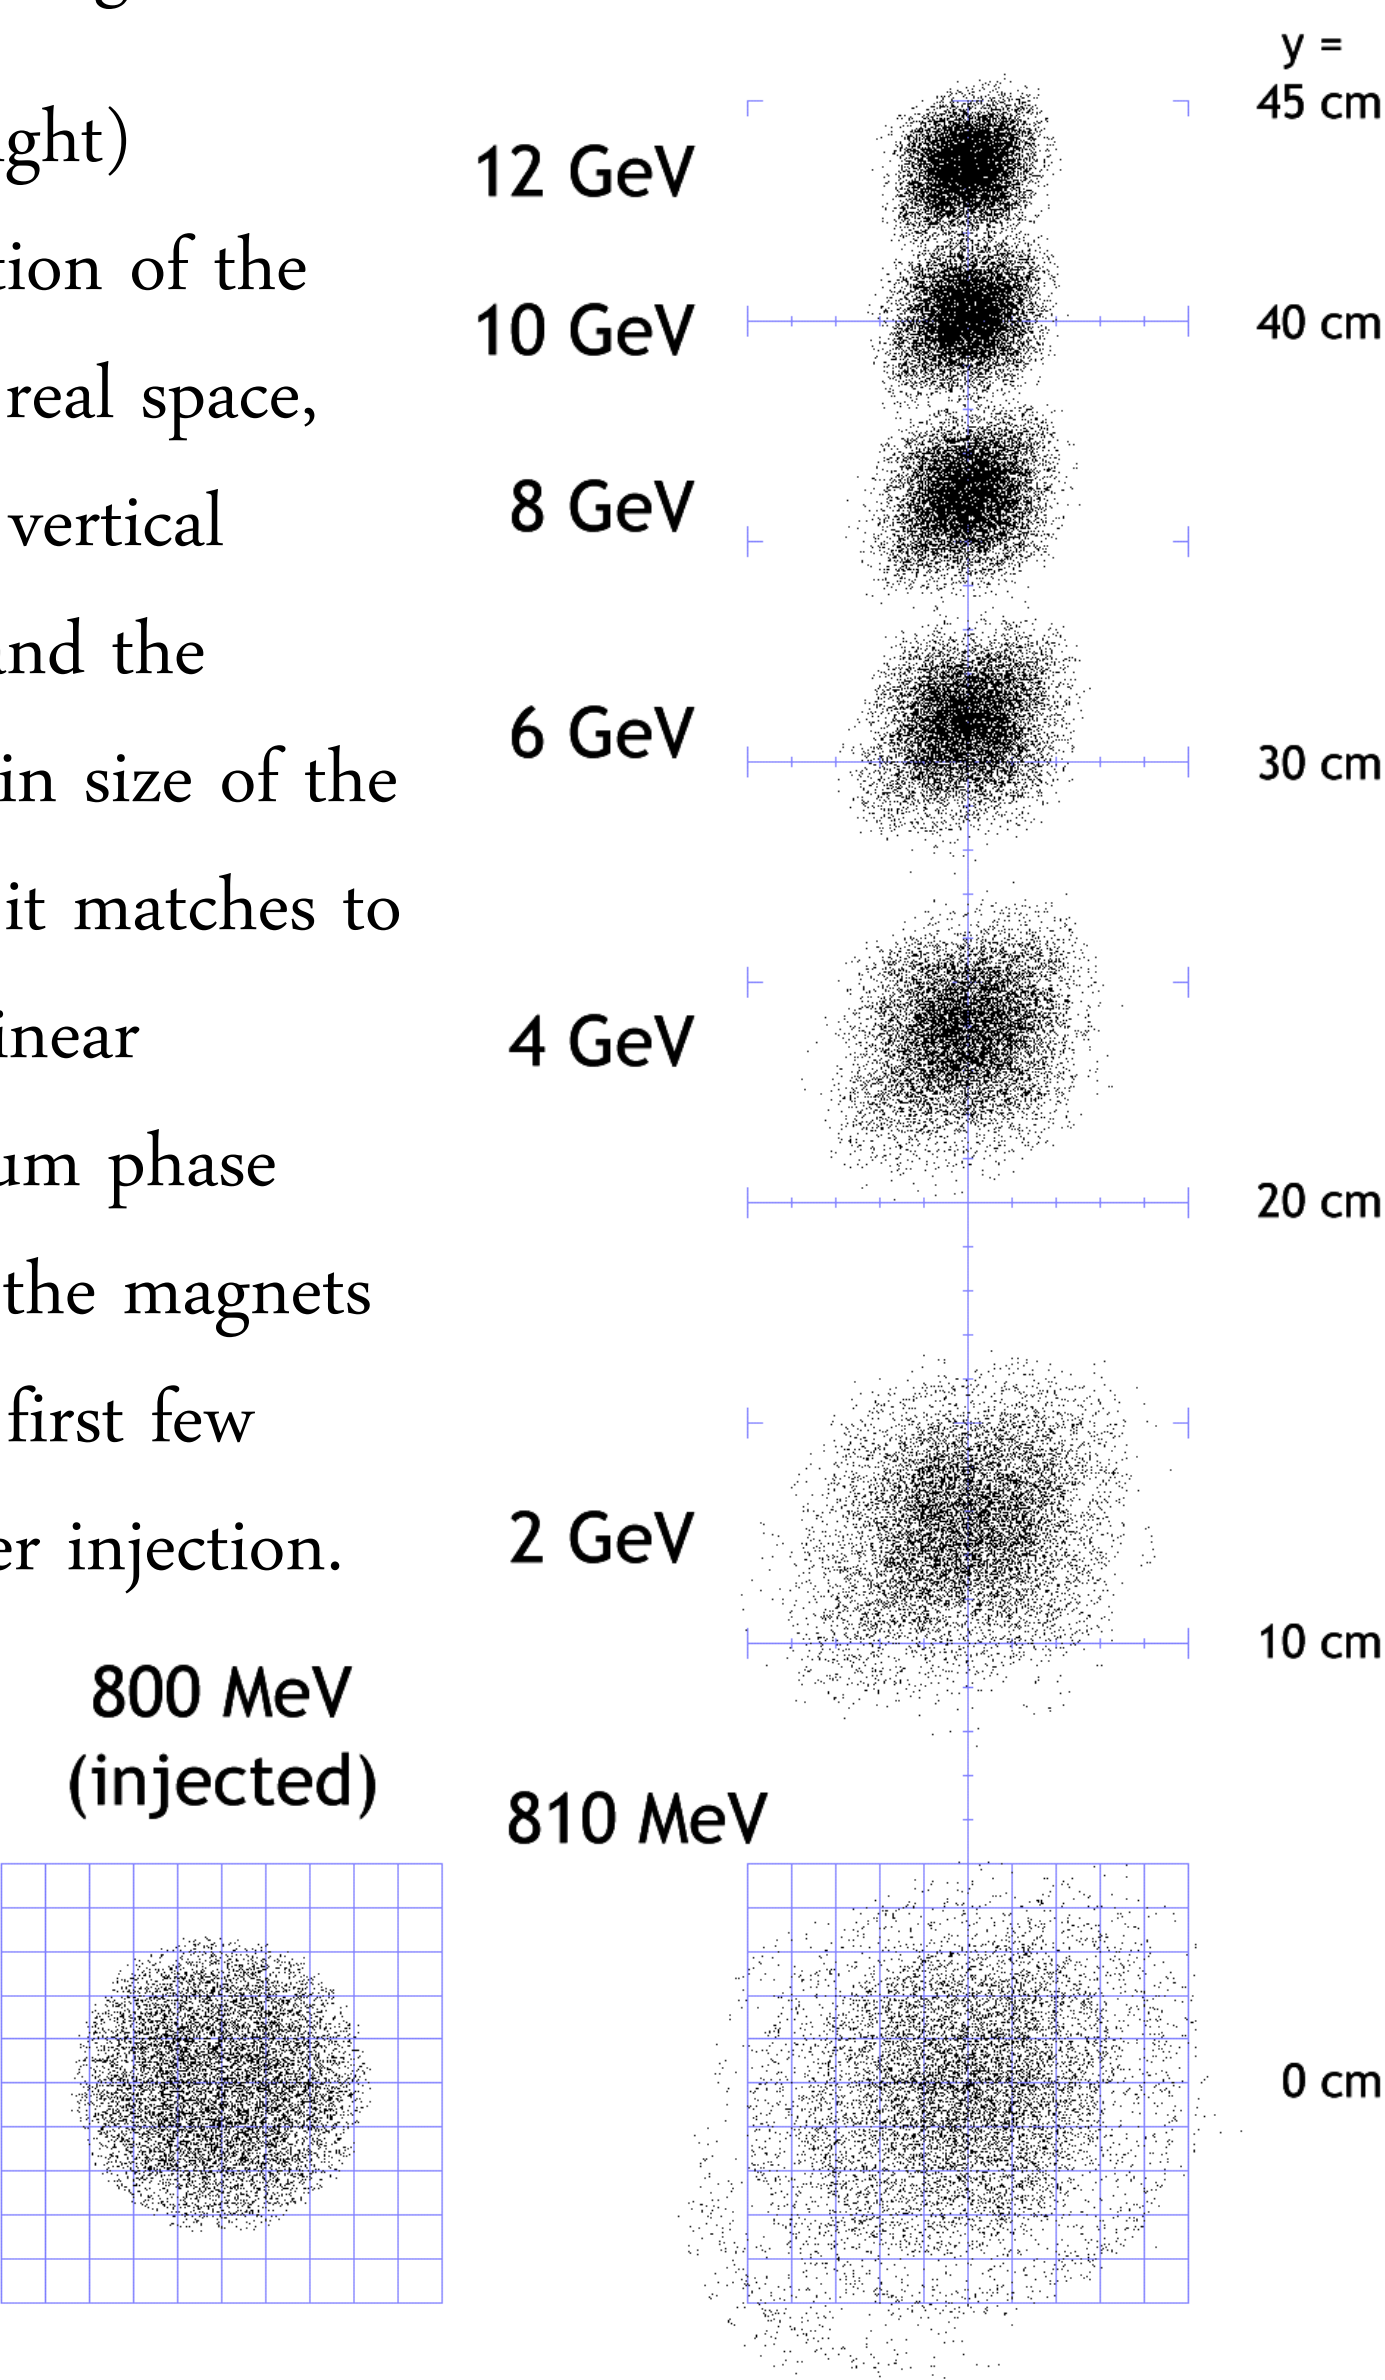 ght)
tion of the
real space,
vertical
and the
in size of the
it matches to
inear
um phase
the magnets
first few
er injection.
800 MeV
(injected)
y =
45 cm
12 GeV
10 GeV
40 cm
8 GeV
6 GeV
30 cm
4 GeV
20 cm
2 GeV
10 cm
810 MeV
0 cm